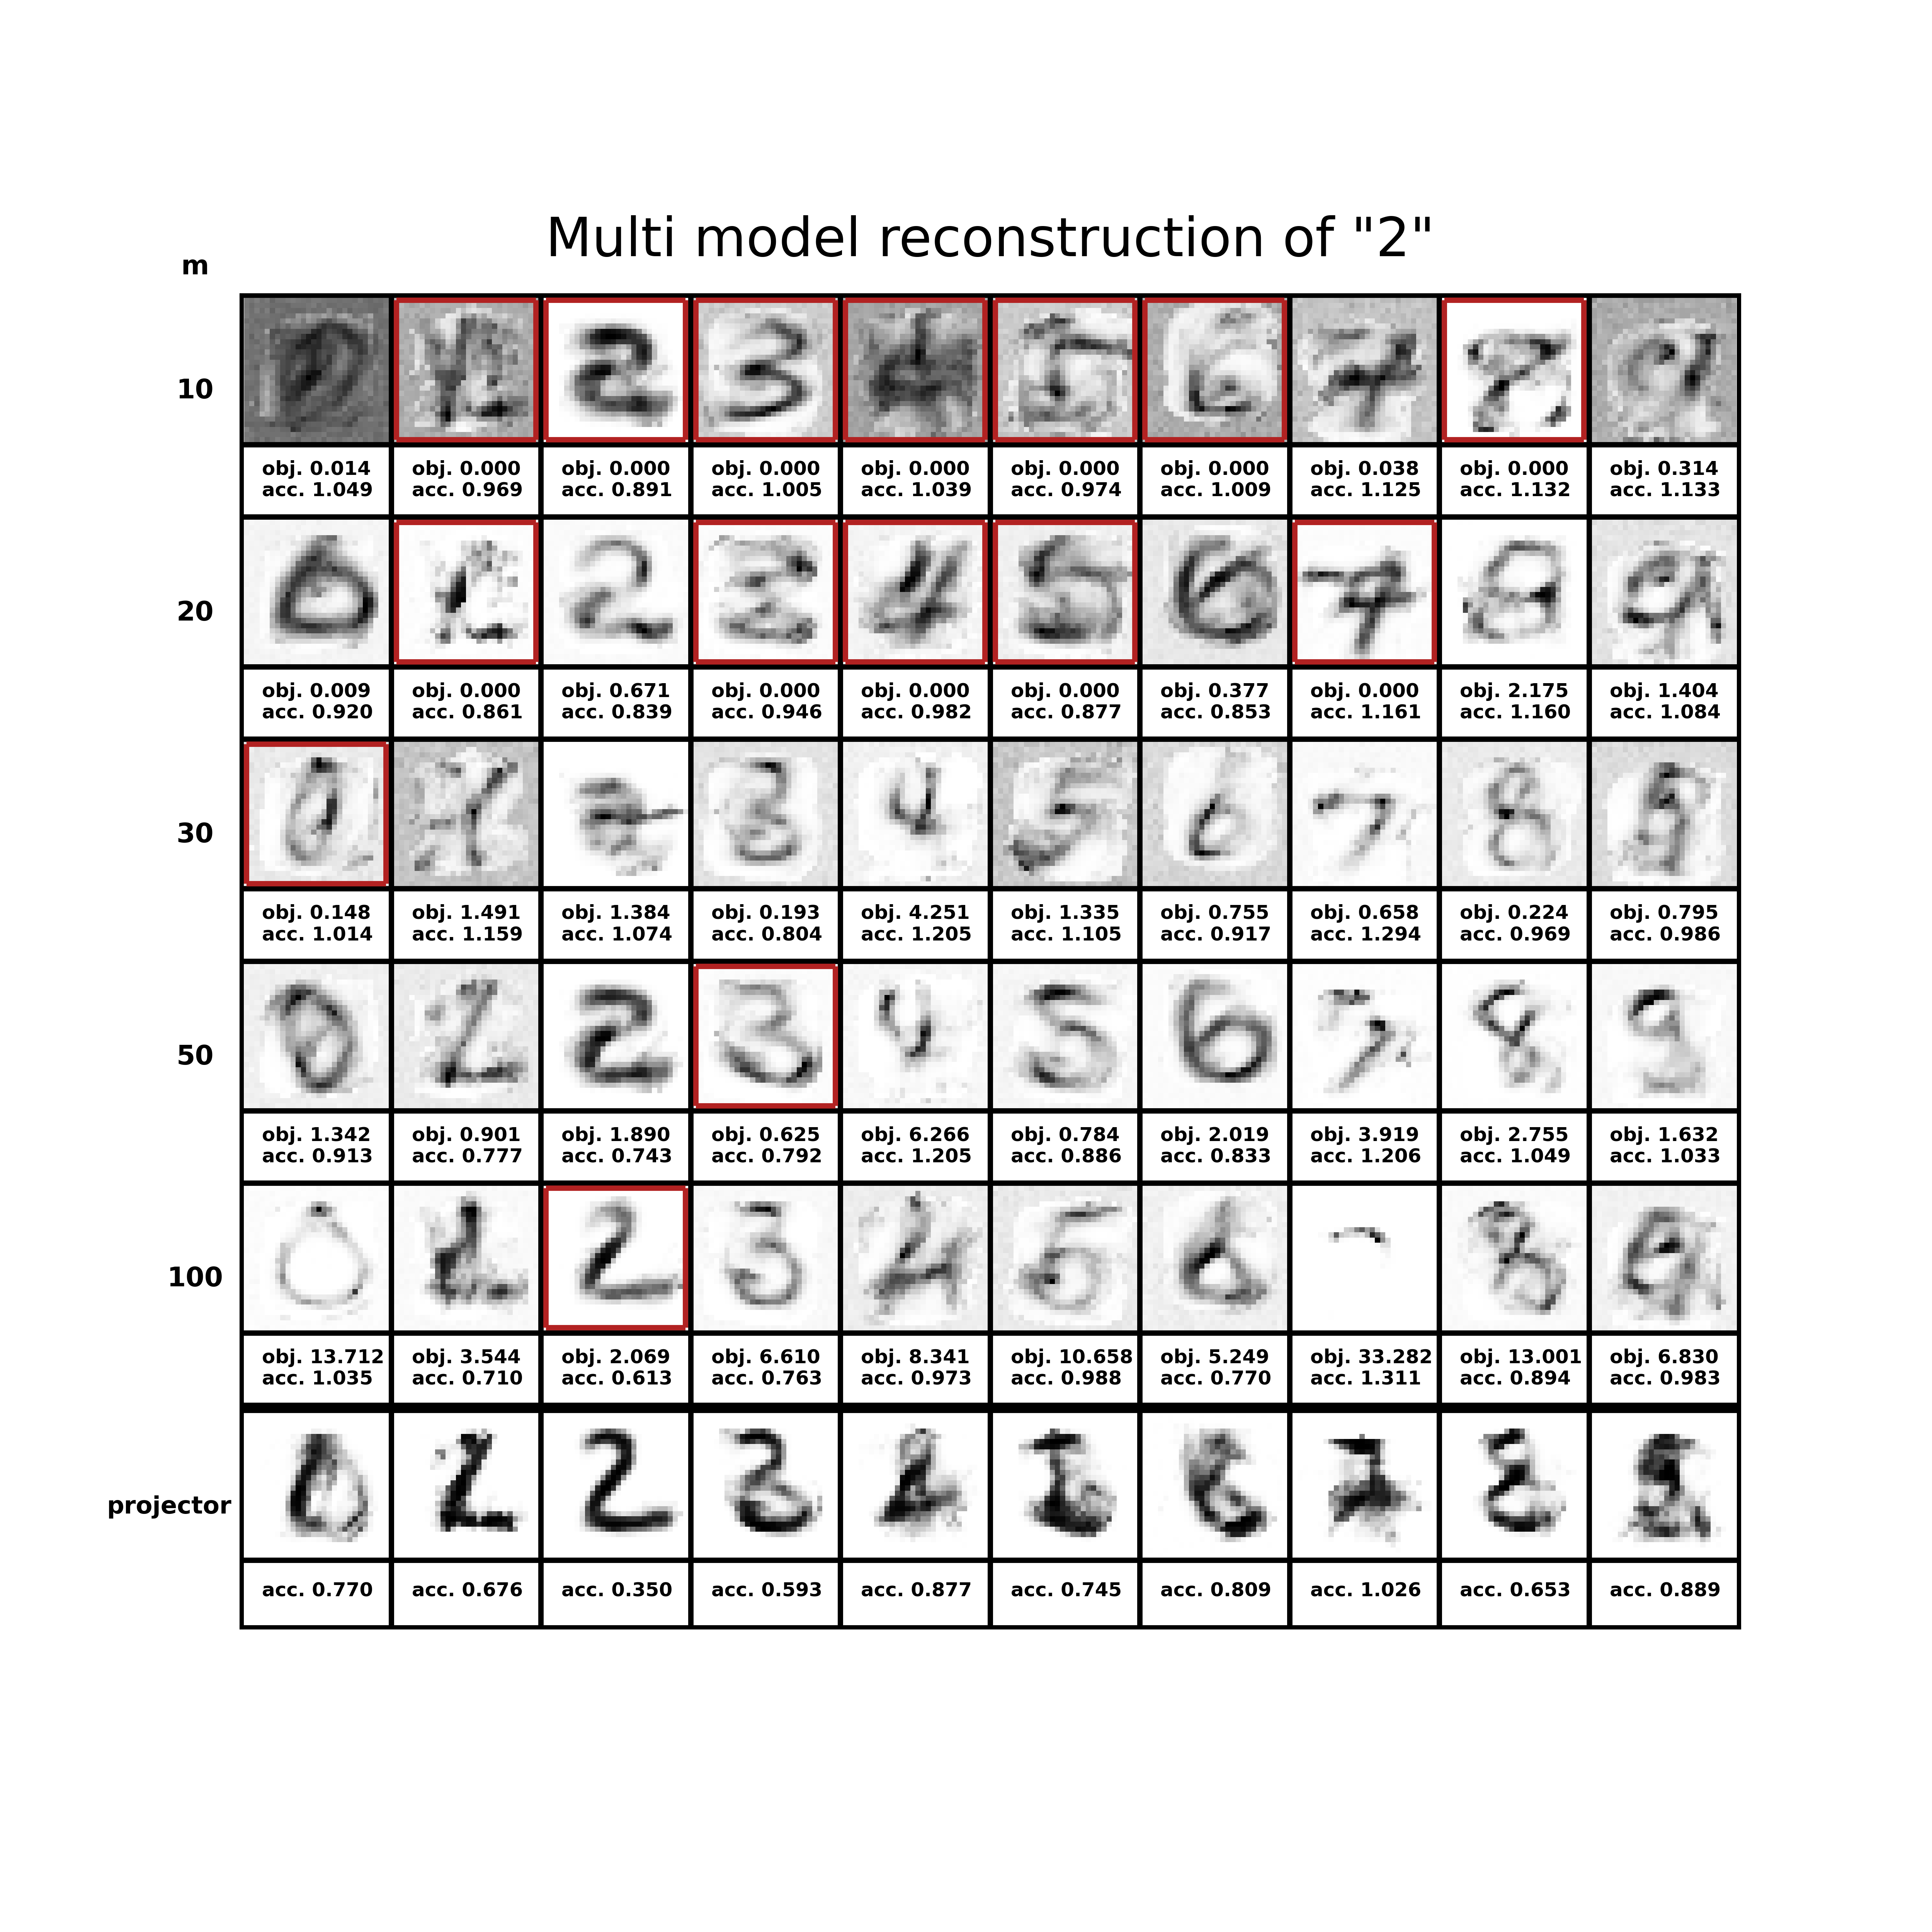 Multi model reconstruction of "2"
m
10
obj. 0.014 obj. 0.000 obj. 0.000 obj. 0.000 obj. 0.000 obj. 0.000 obj. 0.000 obj. 0.038 obj. 0.000 obj. 0.314
acc. 1.049 acc. 0.969 acc. 0.891 acc. 1.005 acc. 1.039 acc. 0.974 acc. 1.009 acc. 1.125 acc. 1.132 acc. 1.133
20
obj. 0.009 obj. 0.000 obj. 0.671 obj. 0.000 obj. 0.000 obj. 0.000 obj. 0.377 obj. 0.000 obj. 2.175 obj. 1.404
acc. 0.920 acc. 0.861 acc. 0.839 acc. 0.946 acc. 0.982 acc. 0.877 acc. 0.853 acc. 1.161 acc. 1.160 acc. 1.084
30
obj. 0.148 obj. 1.491 obj. 1.384 obj. 0.193 obj. 4.251 obj. 1.335 obj. 0.755 obj. 0.658 obj. 0.224 obj. 0.795
acc. 1.014 acc. 1.159 acc. 1.074 acc. 0.804 acc. 1.205 acc. 1.105 acc. 0.917 acc. 1.294 acc. 0.969 acc. 0.986
50
obj. 1.342 obj. 0.901 obj. 1.890 obj. 0.625 obj. 6.266 obj. 0.784 obj. 2.019 obj. 3.919 obj. 2.755 obj. 1.632
acc. 0.913 acc. 0.777 acc. 0.743 acc. 0.792 acc. 1.205 acc. 0.886 acc. 0.833 acc. 1.206 acc. 1.049 acc. 1.033
100
obj. 13.712 obj. 3.544 obj. 2.069 obj. 6.610 obj. 8.341 obj. 10.658 obj. 5.249 obj. 33.282 obj. 13.001 obj. 6.830
acc. 1.035 acc. 0.710 acc. 0.613 acc. 0.763 acc. 0.973 acc. 0.988 acc. 0.770 acc. 1.311 acc. 0.894 acc. 0.983
projector
acc. 0.770 acc. 0.676 acc. 0.350 acc. 0.593 acc. 0.877 acc. 0.745 acc. 0.809 acc. 1.026 acc. 0.653 acc. 0.889